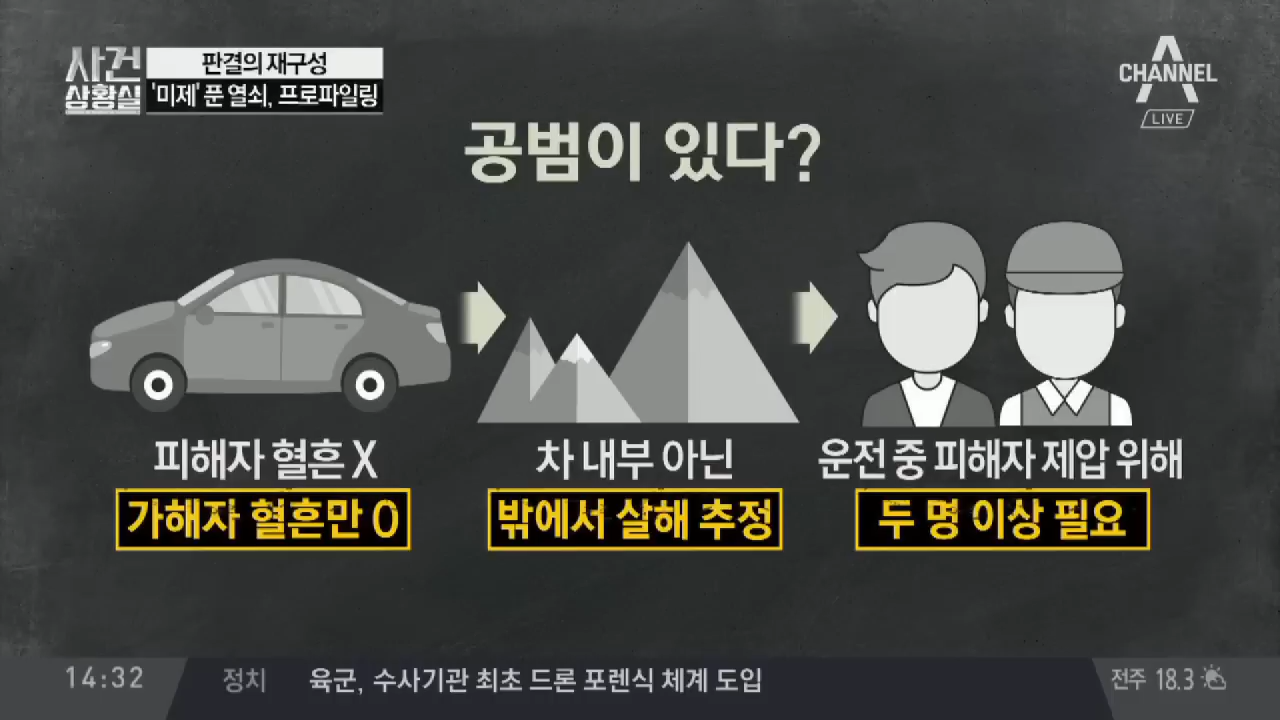 사건
상황실
판결의 재구성
'미제' 푼 열쇠, 프로파일링
CHANNEL A
LIVE
공범이 있다?
피해자 혈흔 X
가해자 혈흔만 O
차 내부 아닌
밖에서 살해 추정
운전 중 피해자 제압 위해
두 명 이상 필요
14:32
정치
육군, 수사기관 최초 드론 포렌식 체계 도입
전주 18.3